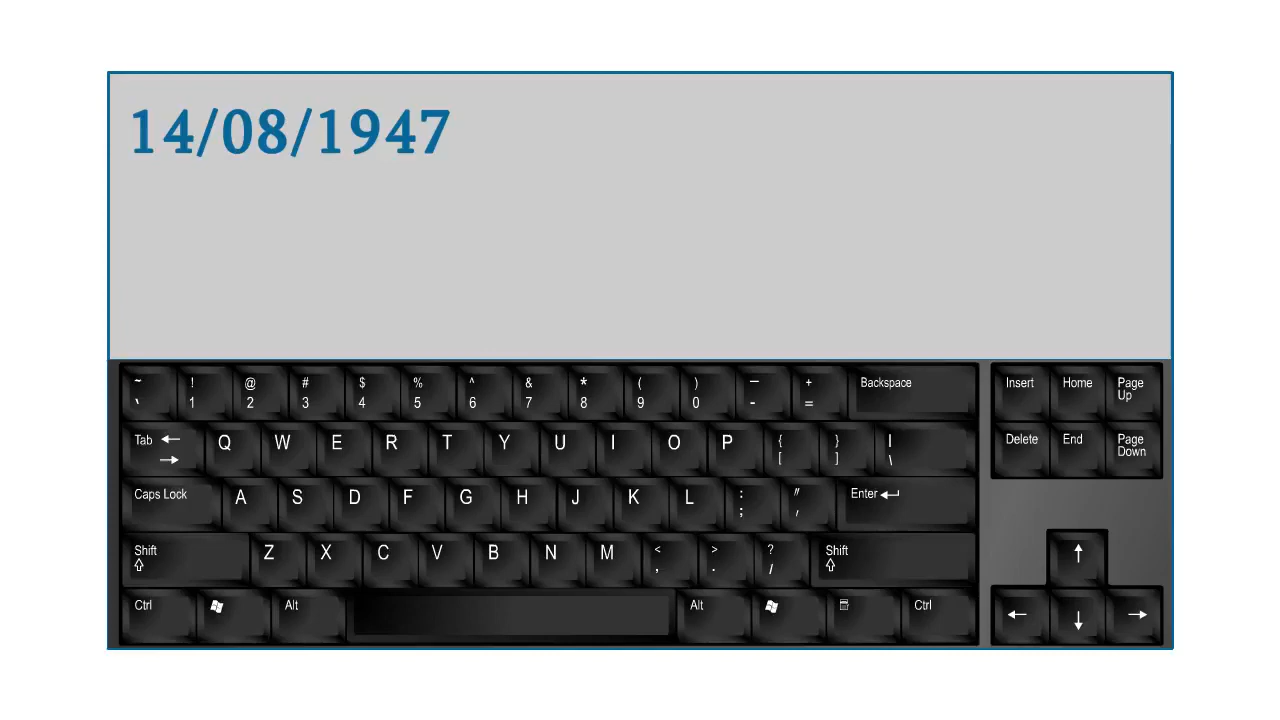 14/08/1947
~ ! @ # $ % ^ & * ( ) — + Backspace
` 1 2 3 4 5 6 7 8 9 0 - =
Tab Q W E R T Y U I O P { } |
[ ] \
Caps Lock A S D F G H J K L : " Enter
; '
Shift Z X C V B N M < > ? Shift
, . /
Ctrl Alt Alt Ctrl
Insert Home Page Up
Delete End Page Down